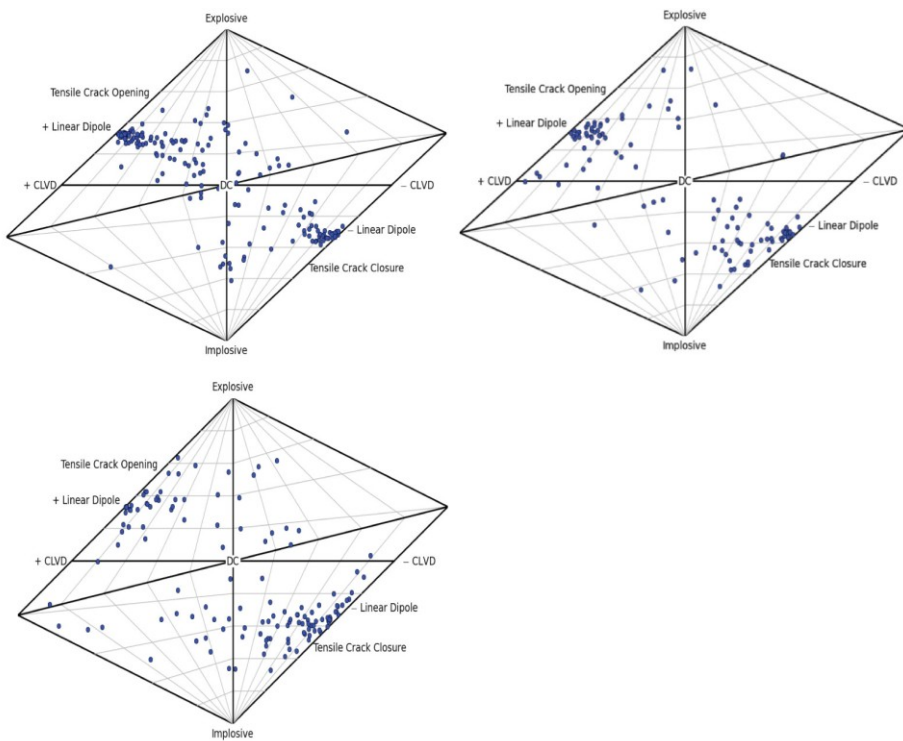 Explosive
Tensile Crack Opening
+ Linear Dipole
+ CLVD
DC
– CLVD
– Linear Dipole
Tensile Crack Closure
Implosive
Explosive
Tensile Crack Opening
+ Linear Dipole
+ CLVD
DC
– CLVD
– Linear Dipole
Tensile Crack Closure
Implosive
Explosive
Tensile Crack Opening
+ Linear Dipole
+ CLVD
DC
– CLVD
– Linear Dipole
Tensile Crack Closure
Implosive